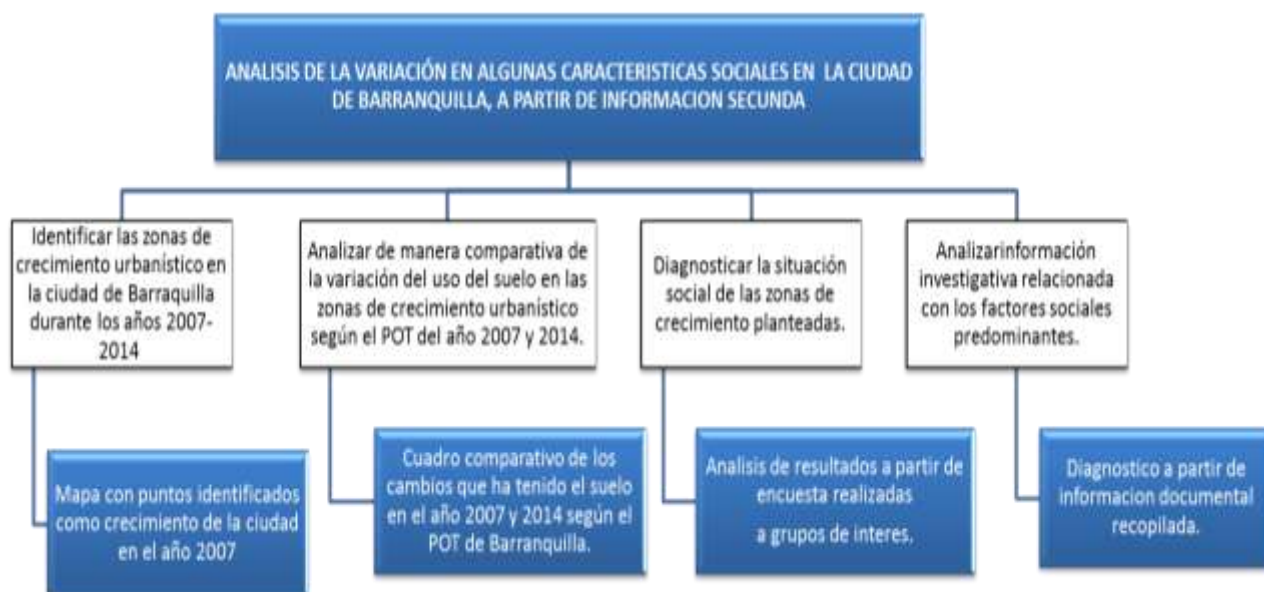 ANALISIS DE LA VARIACIÓN EN ALGUNAS CARACTERISTICAS SOCIALES EN LA CIUDAD
DE BARRANQUILLA, A PARTIR DE INFORMACION SECUNDA
Identificar las zonas de
crecimiento urbanístico en
la ciudad de Barraquilla
durante los años 2007-
2014
Analizar de manera comparativa de
la variación del uso del suelo en las
zonas de crecimiento urbanístico
según el POT del año 2007 y 2014.
Diagnosticar la situación
social de las zonas de
crecimiento planteadas.
Analizarinformación
investigativa relacionada
con los factores sociales
predominantes.
Mapa con puntos identificados
como crecimiento de la ciudad
en el año 2007
Cuadro comparativo de los
cambios que ha tenido el suelo
en el año 2007 y 2014 según el
POT de Barranquilla.
Analisis de resultados a partir de
encuesta realizadas
a grupos de interes.
Diagnostico a partir de
informacion documental
recopilada.